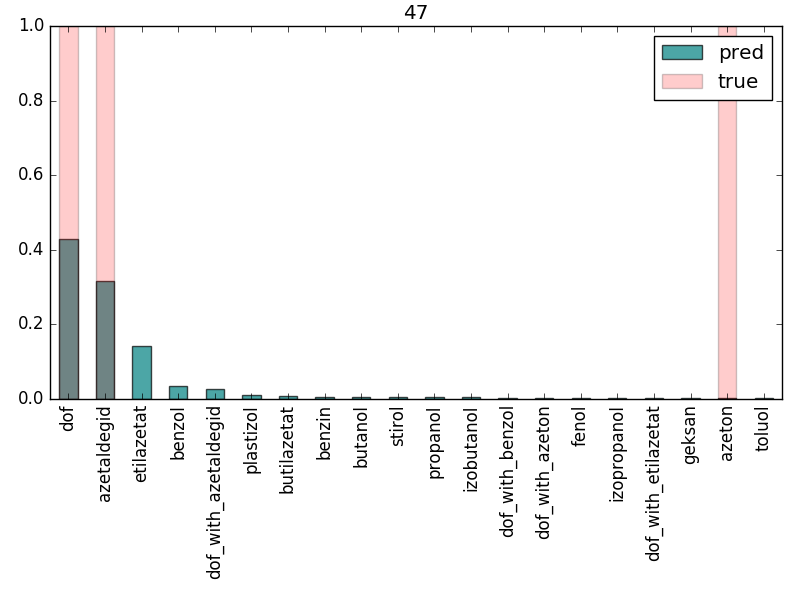 47
1.0
0.8
0.6
0.4
0.2
0.0
pred
true
dof
azetaldegid
etilazetat
benzol
dof_with_azetaldegid
plastizol
butilazetat
benzin
butanol
stirol
propanol
izobutanol
dof_with_benzol
dof_with_azeton
fenol
izopropanol
dof_with_etilazetat
geksan
azeton
toluol